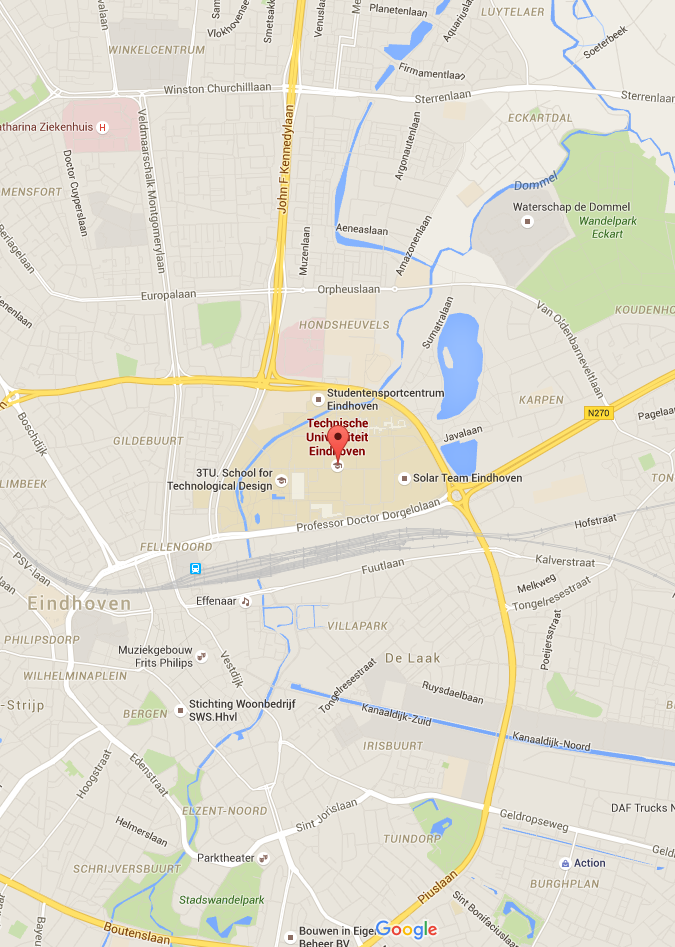 Planetenlaan
LUYTELAER
Aquariuslaan
Smetsakk
Venuslaan
Vlokhovense
Soeterbeek
WINKELCENTRUM
Firmamentlaan
Winston Churchilllaan
Sterrenlaan
Sterrenlaan
ECKARTDAL
atharina Ziekenhuis
H
Veldmaarschalk Montgomerylaan
John F Kennedylaan
Argonautenlaan
Doctor Cuyperslaan
Dommel
MENSFORT
Waterschap de Dommel
Wandelpark
Eckart
Aeneaslaan
Muzenlaan
Amazonenlaan
Berlagelaan
Europalaan
Orpheuslaan
enenlaan
HONDSHEUVELS
Sumatralaan
Van Oldenbarneveltlaan
KOUDENHO
Studentensportcentrum
Eindhoven
KARPEN
N270
Pagelaan
Boschdijk
Technische
Universiteit
Eindhoven
GILDEBUURT
Javalaan
3TU. School for
Technological Design
Solar Team Eindhoven
LIMBEEK
TON
Professor Doctor Dorgelolaan
Hofstraat
FELLENOORD
PSV-laan
Fuutlaan
Kalverstraat
Melkweg
Effenaar
Tongelresestraat
Eindhoven
VILLAPARK
PHILIPSDORP
Poeijersstraat
Muziekgebouw
Frits Philips
Vestdijk
De Laak
WILHELMINAPLEIN
Tongelresestraat
Ruysdaelbaan
-Strijp
BERGEN
Stichting Woonbedrijf
SWS.Hhvl
Kanaaldijk-Zuid
Kanaaldijk-Noord
IRISBUURT
Hoogstraat
Edenstraat
ELZENT-NOORD
Sint Jorislaan
Geldropseweg
DAF Trucks N
Helmerslaan
TUINDORP
Geld
Parktheater
Action
SCHRIJVERSBUURT
BURGHPLAN
Stadswandelpark
Piuslaan
Sint Bonifaciuslaan
Boutenslaan
Bouwen in Eige
Beheer BV
Google